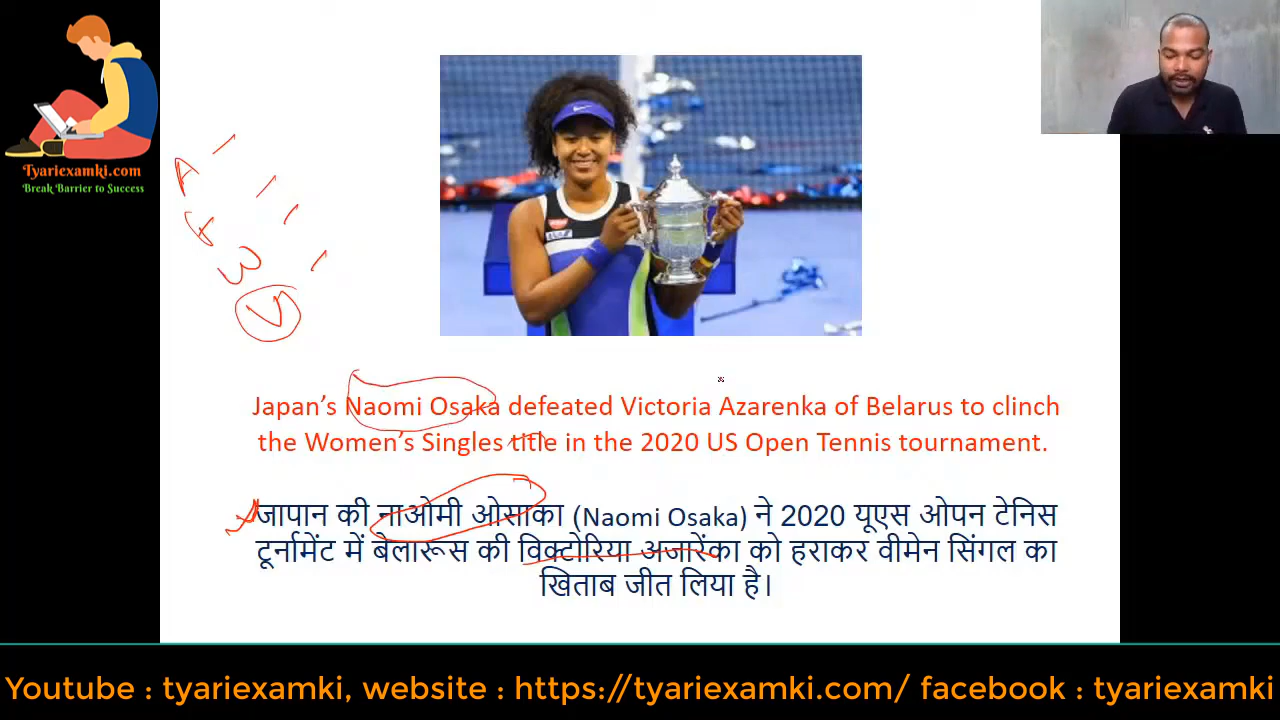 Tyariexamki.com
Break Barrier to Success
A
F
W
U
Japan’s Naomi Osaka defeated Victoria Azarenka of Belarus to clinch
the Women’s Singles title in the 2020 US Open Tennis tournament.
जापान की नाओमी ओसाका (Naomi Osaka) ने 2020 यूएस ओपन टेनिस
टूर्नामेंट में बेलारूस की विक्टोरिया अजारेंका को हराकर वीमेन सिंगल का
खिताब जीत लिया है।
Youtube : tyariexamki, website : https://tyariexamki.com/ facebook : tyariexamki